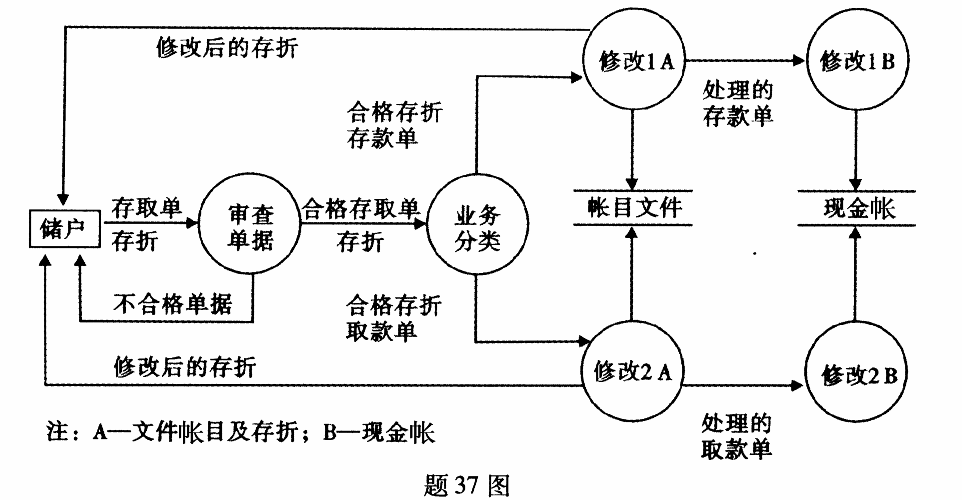 修改后的存折
修改1A
处理的
存款单
修改1B
合格存折
存款单
储户
存取单
存折
审查
单据
合格存取单
存折
业务
分类
帐目文件
现金帐
不合格单据
合格存折
取款单
修改后的存折
修改2A
处理的
取款单
修改2B
注：A—文件帐目及存折；B—现金帐
题37图